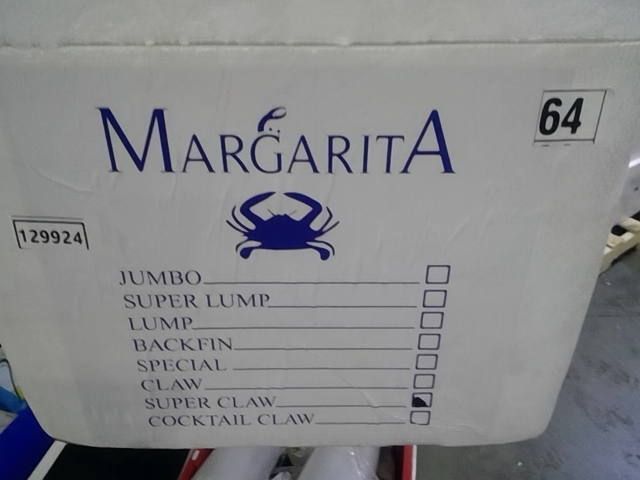 MARGARITA
64
129924
JUMBO
SUPER LUMP
LUMP
BACKFIN
SPECIAL
CLAW
SUPER CLAW
COCKTAIL CLAW